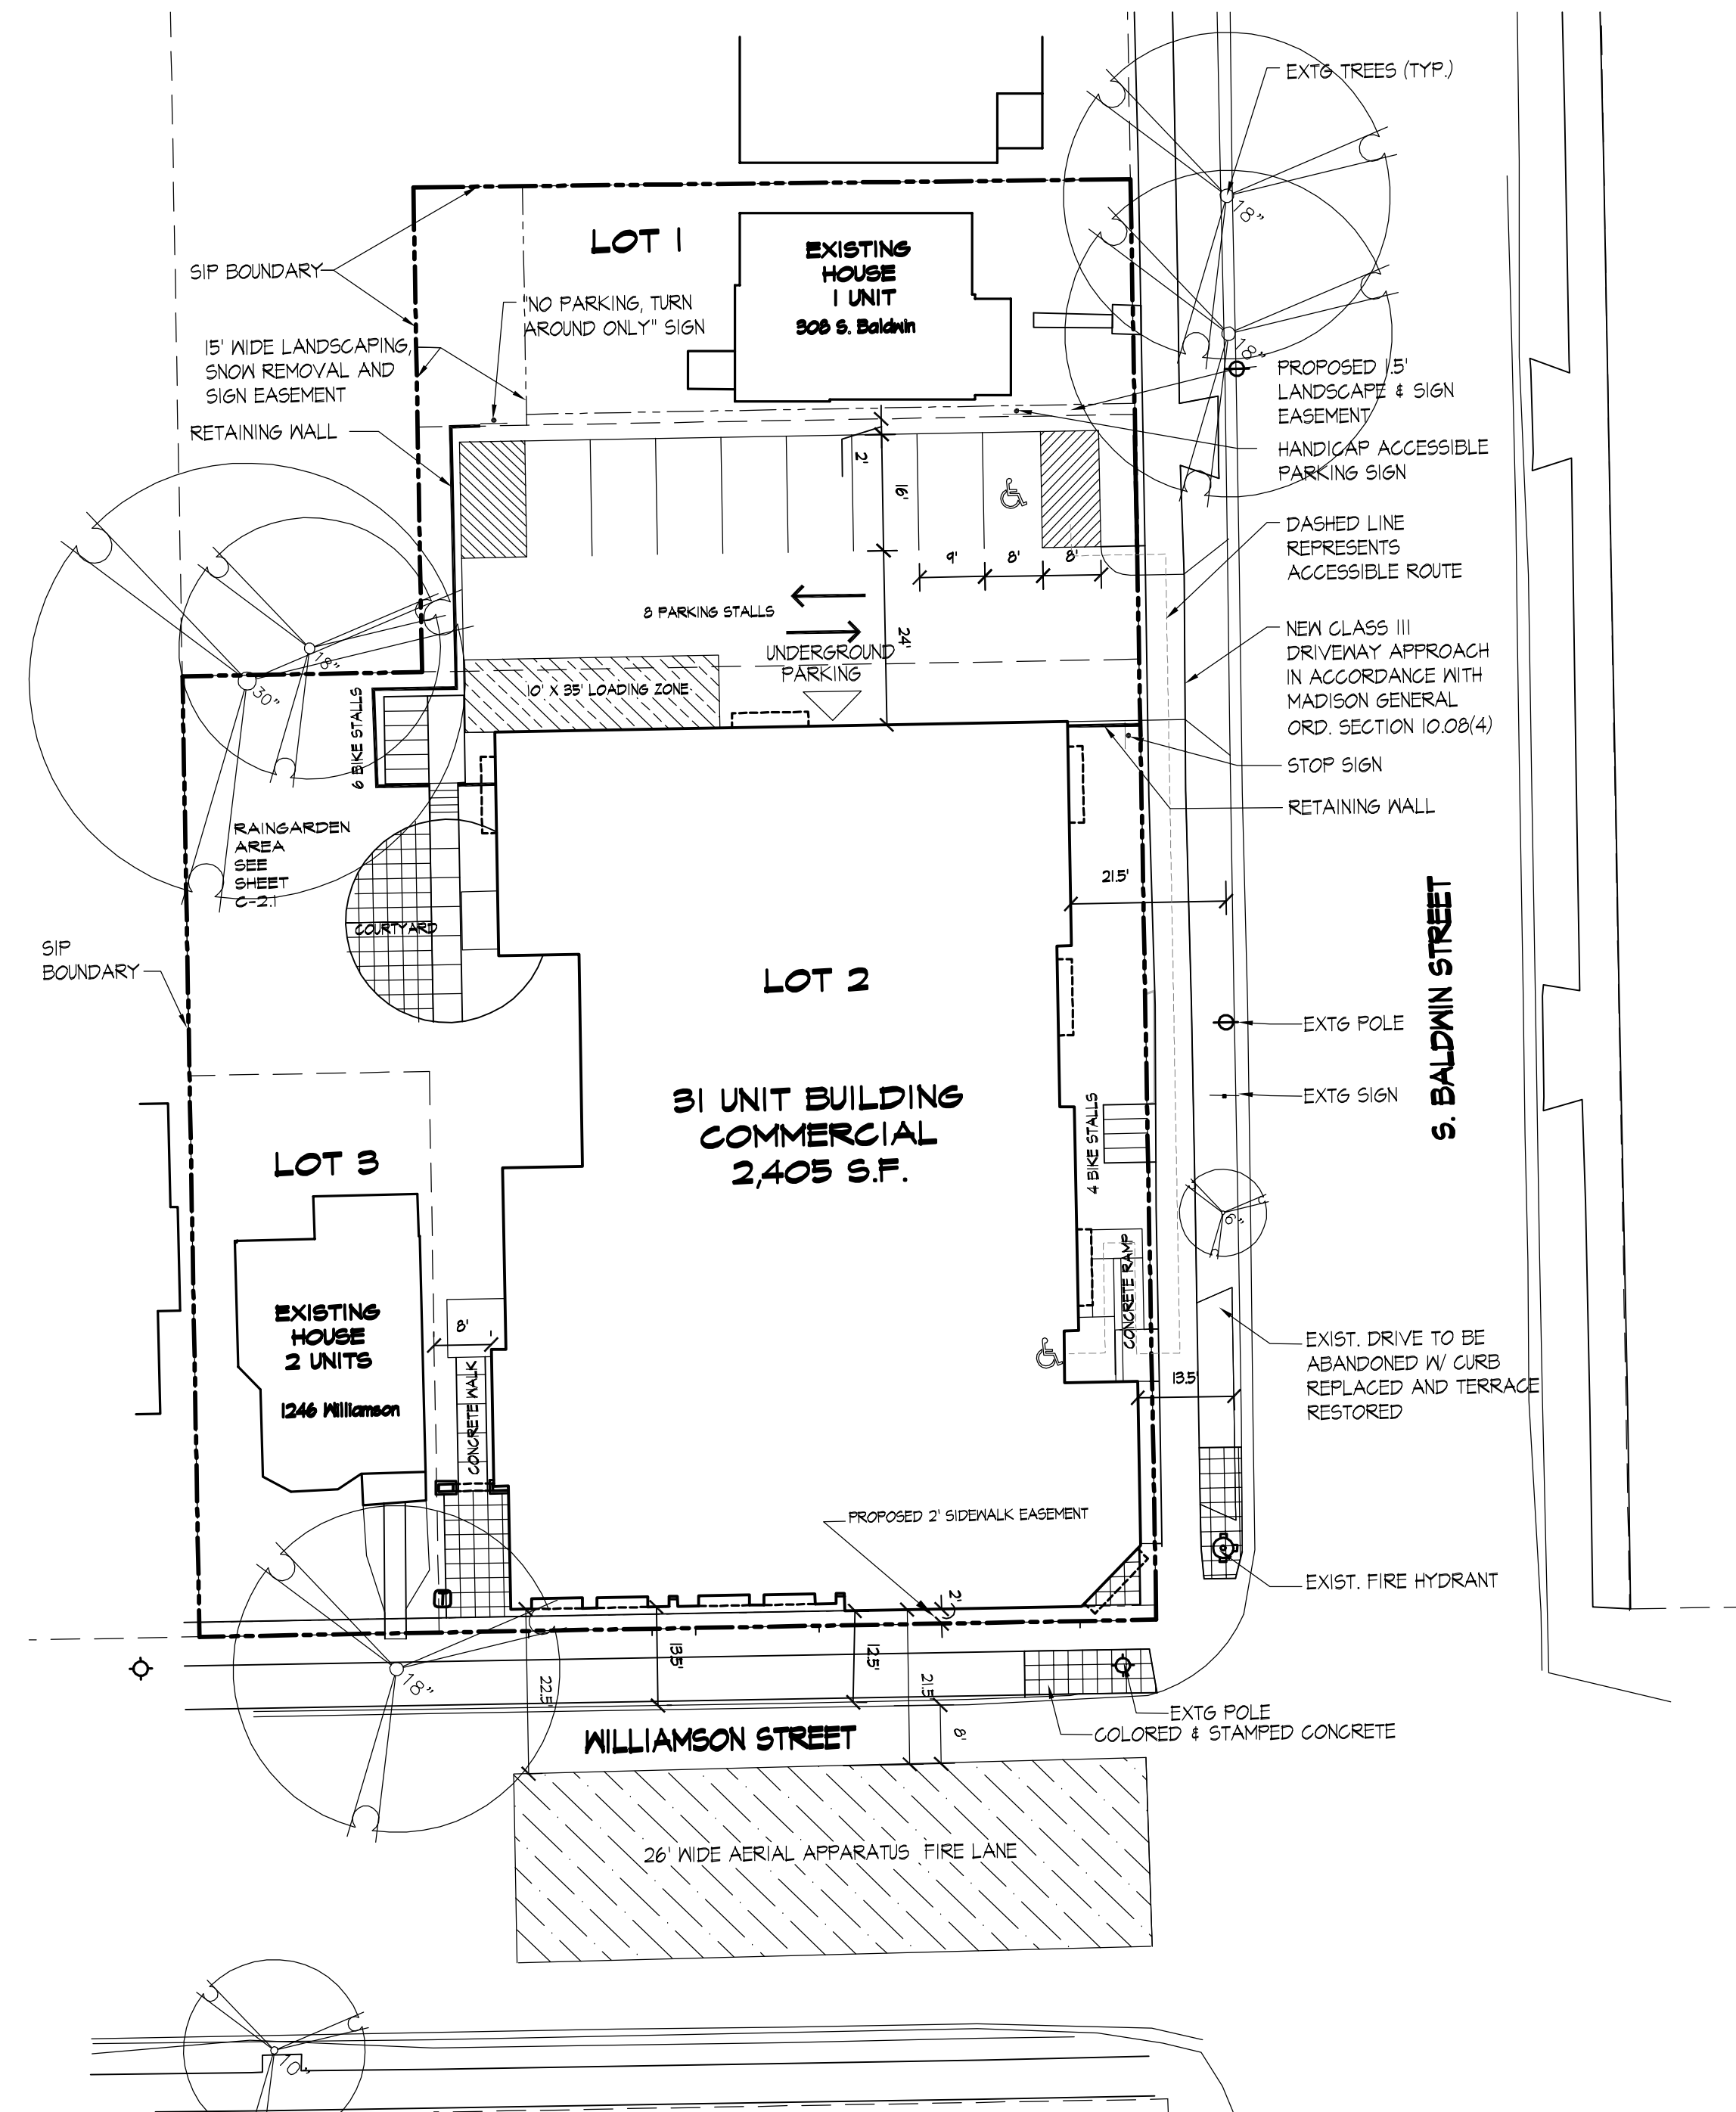 EXTG TREES (TYP.)
18"
18"
LOT 1
EXISTING
HOUSE
1 UNIT
308 S. Baldwin
SIP BOUNDARY
"NO PARKING, TURN
AROUND ONLY" SIGN
15' WIDE LANDSCAPING,
SNOW REMOVAL AND
SIGN EASEMENT
RETAINING WALL
PROPOSED 1.5'
LANDSCAPE & SIGN
EASEMENT
HANDICAP ACCESSIBLE
PARKING SIGN
2'
16'
9'
8'
8'
24'
DASHED LINE
REPRESENTS
ACCESSIBLE ROUTE
8 PARKING STALLS
UNDERGROUND
PARKING
10' X 35' LOADING ZONE
NEW CLASS III
DRIVEWAY APPROACH
IN ACCORDANCE WITH
MADISON GENERAL
ORD. SECTION 10.08(4)
STOP SIGN
RETAINING WALL
18"
30"
6 BIKE STALLS
RAINGARDEN
AREA
SEE
SHEET
C-2.1
COURTYARD
SIP
BOUNDARY
21.5'
LOT 2
31 UNIT BUILDING
COMMERCIAL
2,405 S.F.
S. BALDWIN STREET
EXTG POLE
EXTG SIGN
4 BIKE STALLS
6"
CONCRETE RAMP
LOT 3
EXISTING
HOUSE
2 UNITS
1246 Williamson
8'
CONCRETE WALK
13.5'
EXIST. DRIVE TO BE
ABANDONED W/ CURB
REPLACED AND TERRACE
RESTORED
PROPOSED 2' SIDEWALK EASEMENT
EXIST. FIRE HYDRANT
2'
18"
22.5'
13.5'
12.5'
21.5'
8'
EXTG POLE
COLORED & STAMPED CONCRETE
WILLIAMSON STREET
26' WIDE AERIAL APPARATUS FIRE LANE
10"